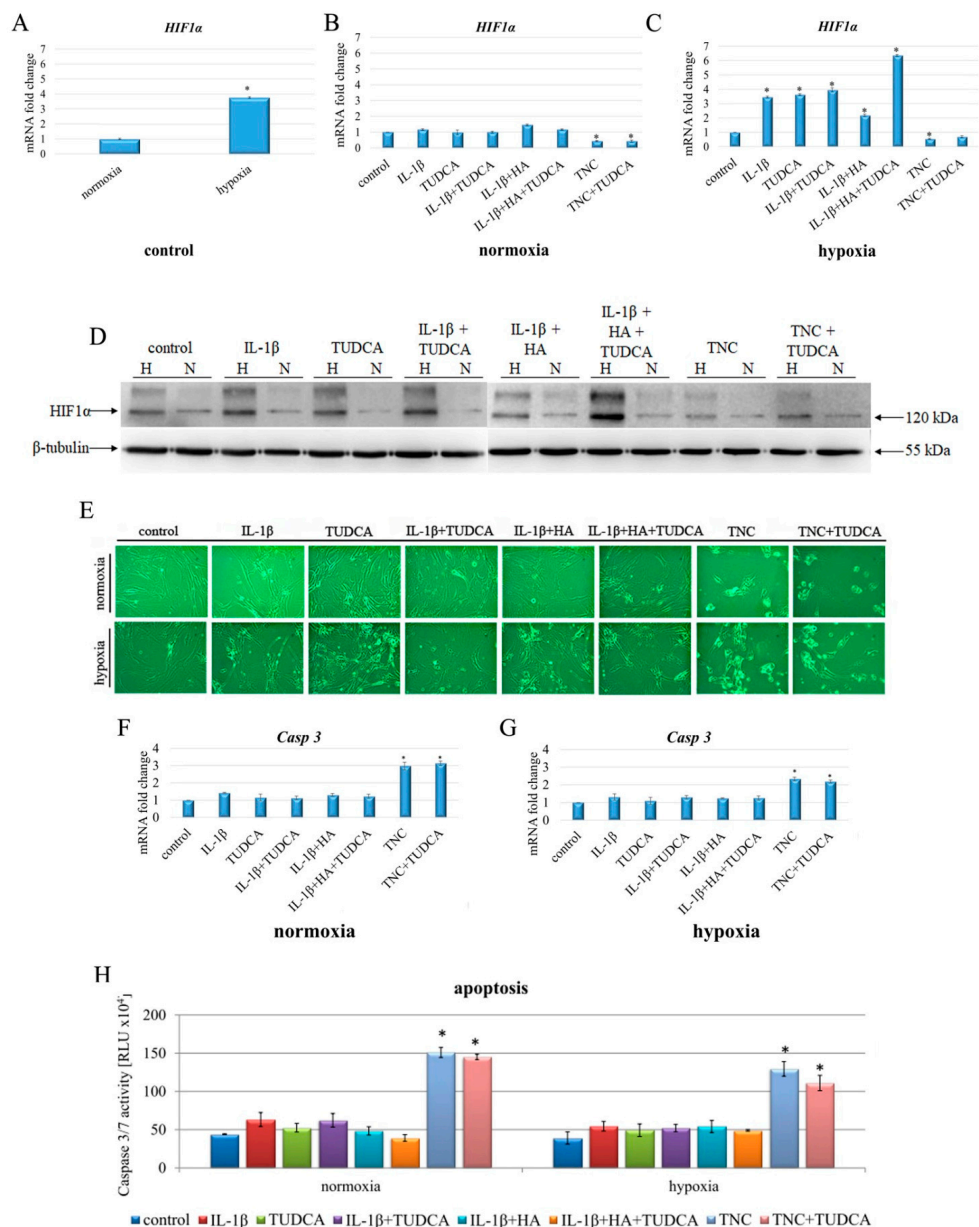 A
HIF1α
mRNA fold change
7
6
5
4
3
2
1
0
*
normoxia
hypoxia
control
B
HIF1α
mRNA fold change
7
6
5
4
3
2
1
0
* *
control
IL-1β
TUDCA
IL-1β+TUDCA
IL-1β+HA
IL-1β+HA+TUDCA
TNC
TNC+TUDCA
normoxia
C
HIF1α
mRNA fold change
7
6
5
4
3
2
1
0
* * * * * *
control
IL-1β
TUDCA
IL-1β+TUDCA
IL-1β+HA
IL-1β+HA+TUDCA
TNC
TNC+TUDCA
hypoxia
D
control
IL-1β
TUDCA
IL-1β +
TUDCA
IL-1β +
HA
IL-1β +
HA +
TUDCA
TNC
TNC +
TUDCA
H N H N H N H N H N H N H N H N
HIF1α
120 kDa
β-tubulin
55 kDa
E
control IL-1β TUDCA IL-1β+TUDCA IL-1β+HA IL-1β+HA+TUDCA TNC TNC+TUDCA
normoxia
hypoxia
F
Casp 3
mRNA fold change
4
3
2
1
0
* *
control
IL-1β
TUDCA
IL-1β+TUDCA
IL-1β+HA
IL-1β+HA+TUDCA
TNC
TNC+TUDCA
normoxia
G
Casp 3
mRNA fold change
4
3
2
1
0
* *
control
IL-1β
TUDCA
IL-1β+TUDCA
IL-1β+HA
IL-1β+HA+TUDCA
TNC
TNC+TUDCA
hypoxia
H
apoptosis
Caspase 3/7 activity [RLU x10⁴]
200
150
100
50
0
* * * *
normoxia hypoxia
control IL-1β TUDCA IL-1β+TUDCA IL-1β+HA IL-1β+HA+TUDCA TNC TNC+TUDCA